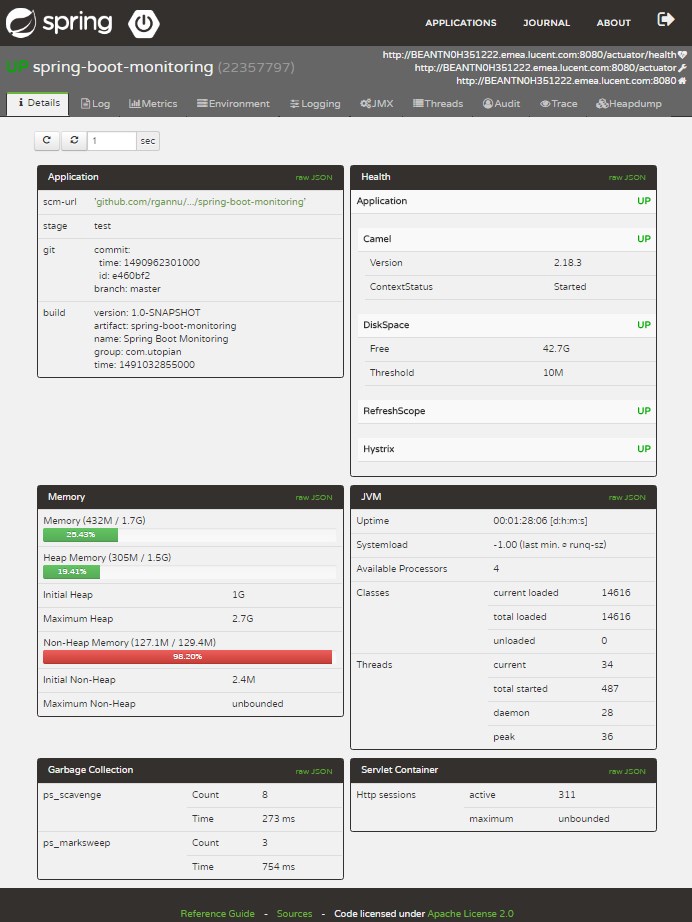 spring
APPLICATIONS JOURNAL ABOUT
UP spring-boot-monitoring (22357797)
http://BEANTN0H351222.emea.lucent.com:8080/actuator/health
http://BEANTN0H351222.emea.lucent.com:8080/actuator
http://BEANTN0H351222.emea.lucent.com:8080
Details Log Metrics Environment Logging JMX Threads Audit Trace Heapdump
1 sec
Application raw JSON
scm-url 'github.com/rgannu/.../spring-boot-monitoring'
stage test
git commit:
time: 1490962301000
id: e460bf2
branch: master
build version: 1.0-SNAPSHOT
artifact: spring-boot-monitoring
name: Spring Boot Monitoring
group: com.utopian
time: 1491032855000
Health raw JSON
Application UP
Camel UP
Version 2.18.3
ContextStatus Started
DiskSpace UP
Free 42.7G
Threshold 10M
RefreshScope UP
Hystrix UP
Memory raw JSON
Memory (432M / 1.7G)
25.43%
Heap Memory (305M / 1.5G)
19.41%
Initial Heap 1G
Maximum Heap 2.7G
Non-Heap Memory (127.1M / 129.4M)
98.20%
Initial Non-Heap 2.4M
Maximum Non-Heap unbounded
JVM raw JSON
Uptime 00:01:28:06 [d:h:m:s]
Systemload -1.00 (last min. ¤ runq-sz)
Available Processors 4
Classes current loaded 14616
total loaded 14616
unloaded 0
Threads current 34
total started 487
daemon 28
peak 36
Garbage Collection raw JSON
ps_scavenge Count 8
Time 273 ms
ps_marksweep Count 3
Time 754 ms
Servlet Container raw JSON
Http sessions active 311
maximum unbounded
Reference Guide - Sources - Code licensed under Apache License 2.0